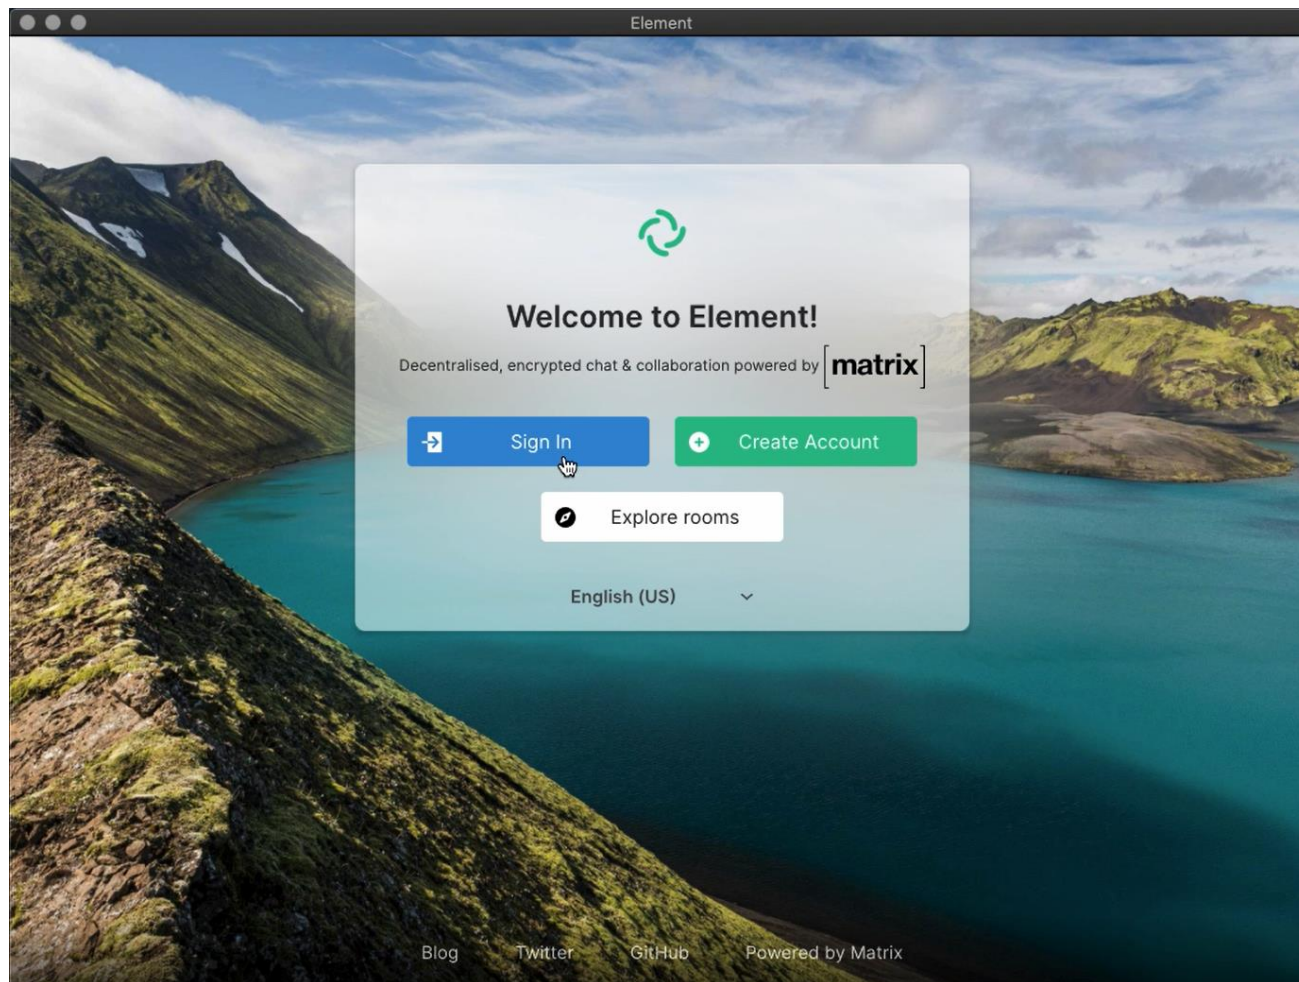 Element
Welcome to Element!
Decentralised, encrypted chat & collaboration powered by [matrix]
Sign In
Create Account
Explore rooms
English (US)
Blog Twitter GitHub Powered by Matrix